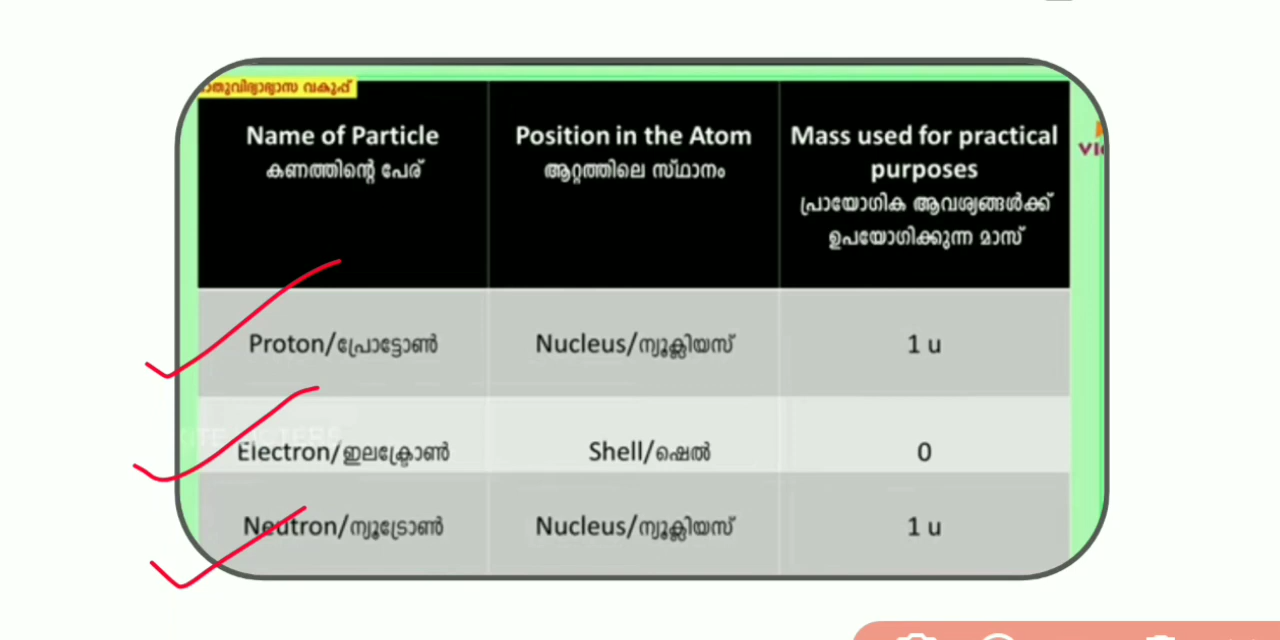 വകുപ്പ്
Name of Particle
കണത്തിന്റെ പേര്
Position in the Atom
ആറ്റത്തിലെ സ്ഥാനം
Mass used for practical
purposes
പ്രായോഗിക ആവശ്യങ്ങൾക്ക്
ഉപയോഗിക്കുന്ന മാസ്
Proton/പ്രോട്ടോൺ
Nucleus/ന്യൂക്ലിയസ്
1 u
Electron/ഇലക്ട്രോൺ
Shell/ഷെൽ
0
Neutron/ന്യൂട്രോൺ
Nucleus/ന്യൂക്ലിയസ്
1 u